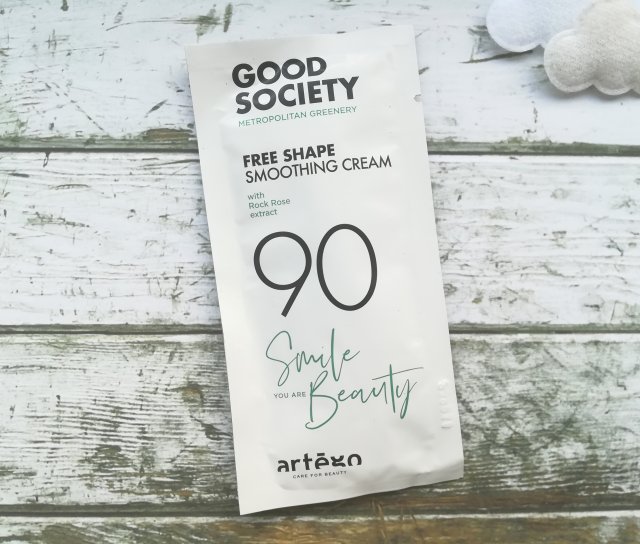 GOOD
SOCIETY
METROPOLITAN GREENERY
FREE SHAPE
SMOOTHING CREAM
with
Rock Rose
extract
90
Smile
YOU ARE
Beauty
artēgo
CARE FOR BEAUTY